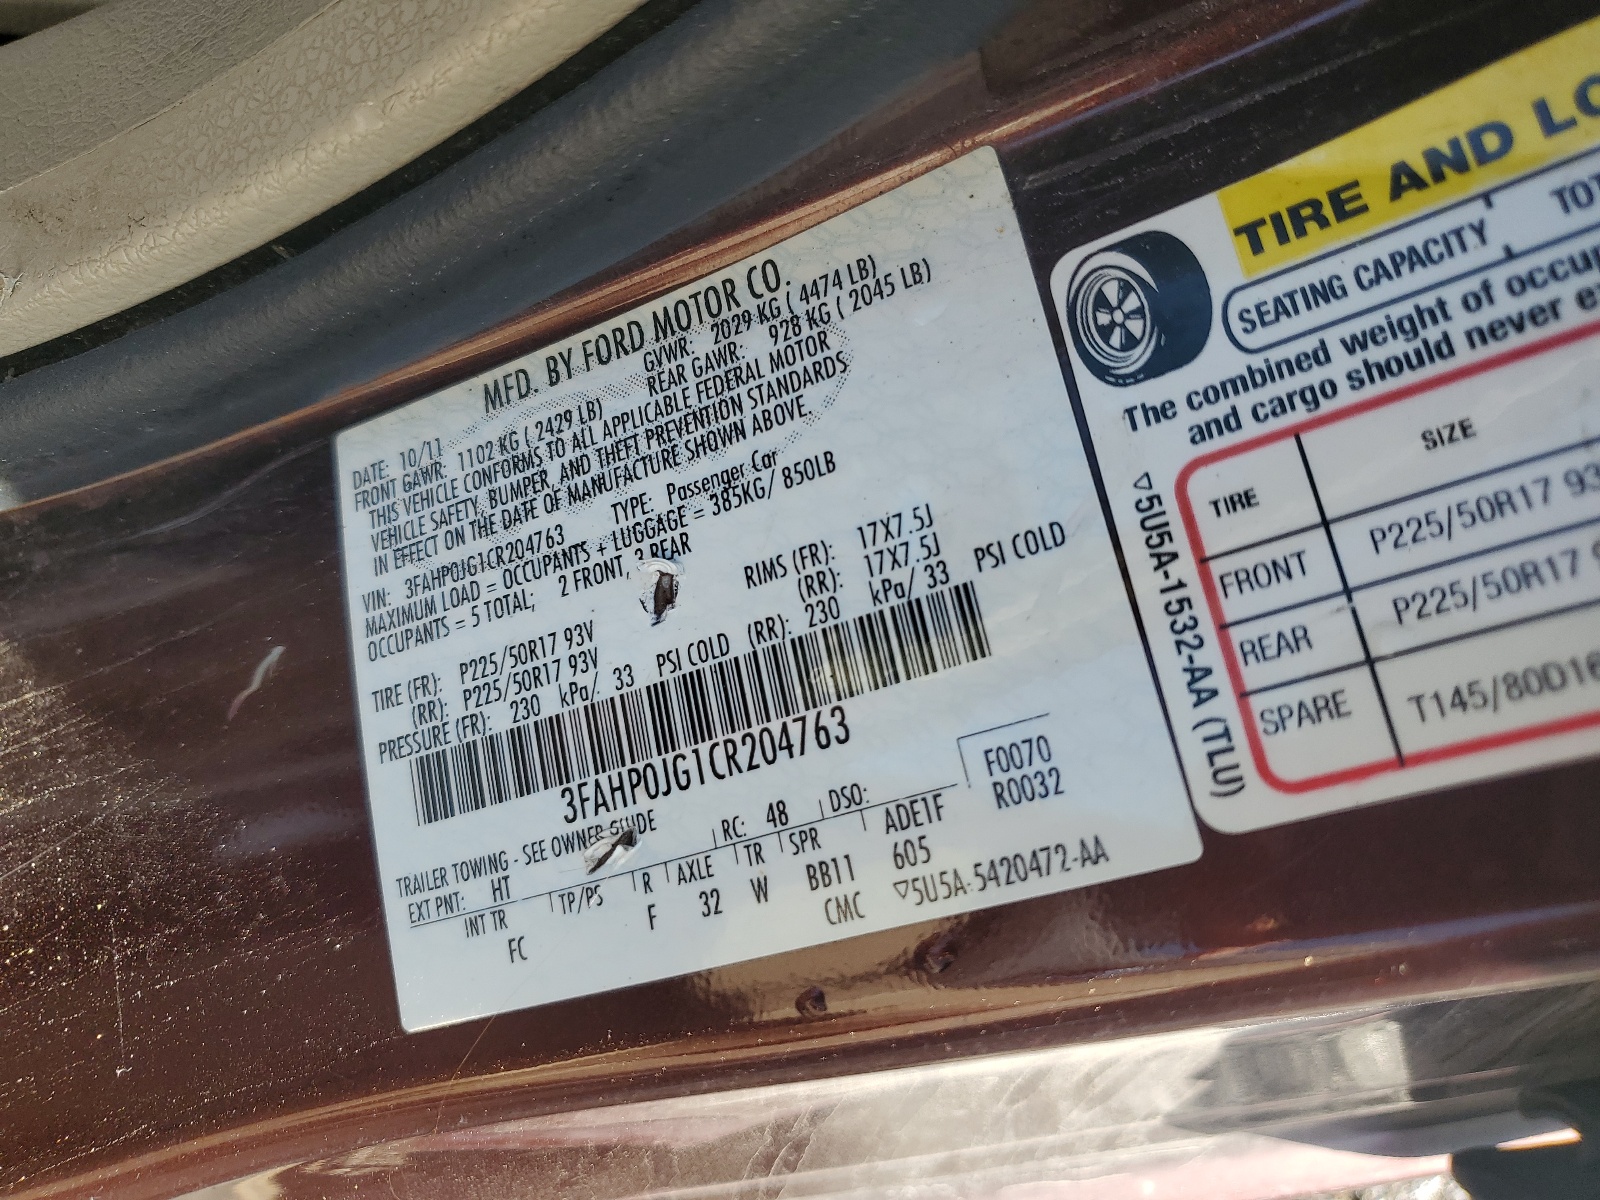 MFD. BY FORD MOTOR CO.
DATE: 10/11 GVWR: 2029 KG ( 4474 LB)
FRONT GAWR: 1102 KG ( 2429 LB) REAR GAWR: 928 KG ( 2045 LB)
THIS VEHICLE CONFORMS TO ALL APPLICABLE FEDERAL MOTOR
VEHICLE SAFETY, BUMPER, AND THEFT PREVENTION STANDARDS
IN EFFECT ON THE DATE OF MANUFACTURE SHOWN ABOVE.
VIN: 3FAHP0JG1CR204763 TYPE: Passenger Car
MAXIMUM LOAD = OCCUPANTS + LUGGAGE = 385KG/ 850LB
OCCUPANTS = 5 TOTAL; 2 FRONT, 3 REAR
TIRE (FR): P225/50R17 93V RIMS (FR): 17X7.5J
(RR): P225/50R17 93V (RR): 17X7.5J
PRESSURE (FR): 230 kPa/ 33 PSI COLD (RR): 230 kPa/ 33 PSI COLD
3FAHP0JG1CR204763
TRAILER TOWING - SEE OWNER GUIDE
EXT PNT: HT RC: 48 DSO: F0070
R0032
INT TR TP/PS R AXLE TR SPR ADE1F
FC F 32 W BB11 605
CMC ▽5U5A-5420472-AA
TIRE AND LO
SEATING CAPACITY TOT
The combined weight of occup
and cargo should never e
TIRE SIZE
FRONT P225/50R17 93
REAR P225/50R17
SPARE T145/80D16
▽5U5A-1532-AA (TLU)